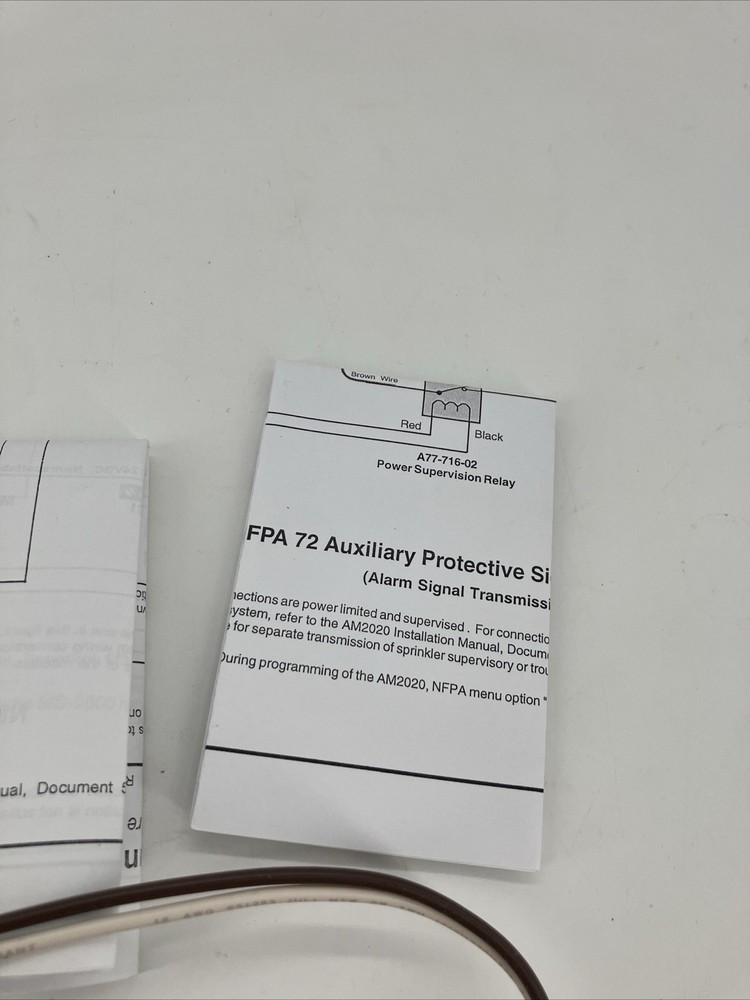 Brown Wire
Red
Black
A77-716-02
Power Supervision Relay
FPA 72 Auxiliary Protective Si
(Alarm Signal Transmissi
nections are power limited and supervised. For connectio
ystem, refer to the AM2020 Installation Manual, Docum
for separate transmission of sprinkler supervisory or trou
During programming of the AM2020, NFPA menu option "
ual, Document